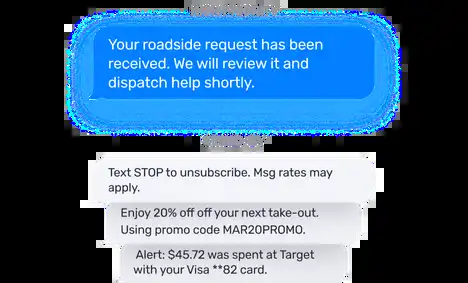 Your roadside request has been
received. We will review it and
dispatch help shortly.
Text STOP to unsubscribe. Msg rates may
apply.
Enjoy 20% off off your next take-out.
Using promo code MAR20PROMO.
Alert: $45.72 was spent at Target
with your Visa **82 card.